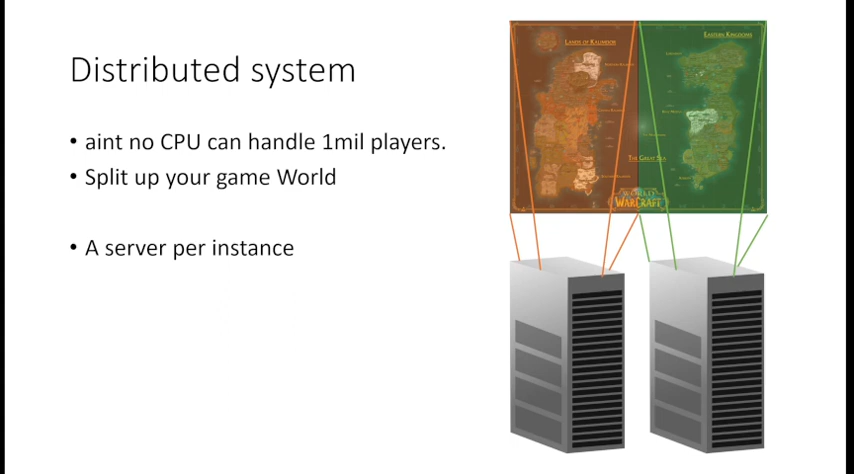 Distributed system
• aint no CPU can handle 1mil players.
• Split up your game World
• A server per instance
Lands of Kalimdor
Eastern Kingdoms
The Great Sea
World
WarCraft